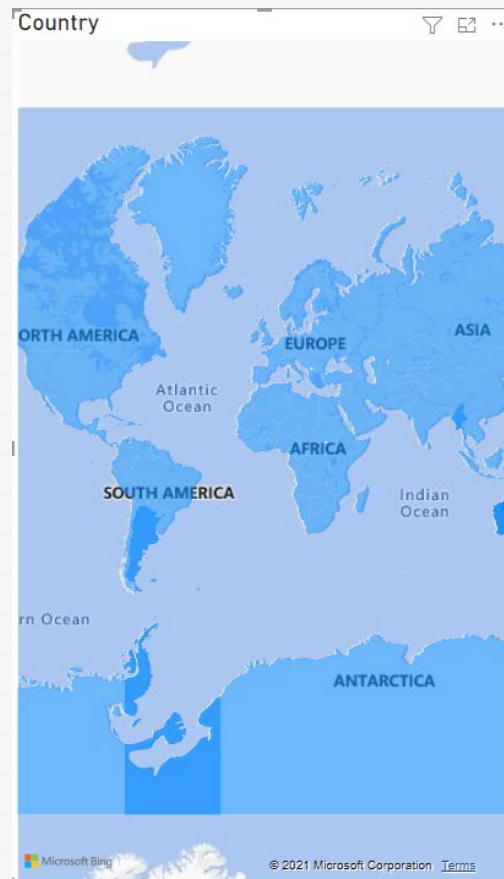 Country
ORTH AMERICA
EUROPE
ASIA
Atlantic
Ocean
AFRICA
SOUTH AMERICA
Indian
Ocean
rn Ocean
ANTARCTICA
Microsoft Bing
© 2021 Microsoft Corporation Terms